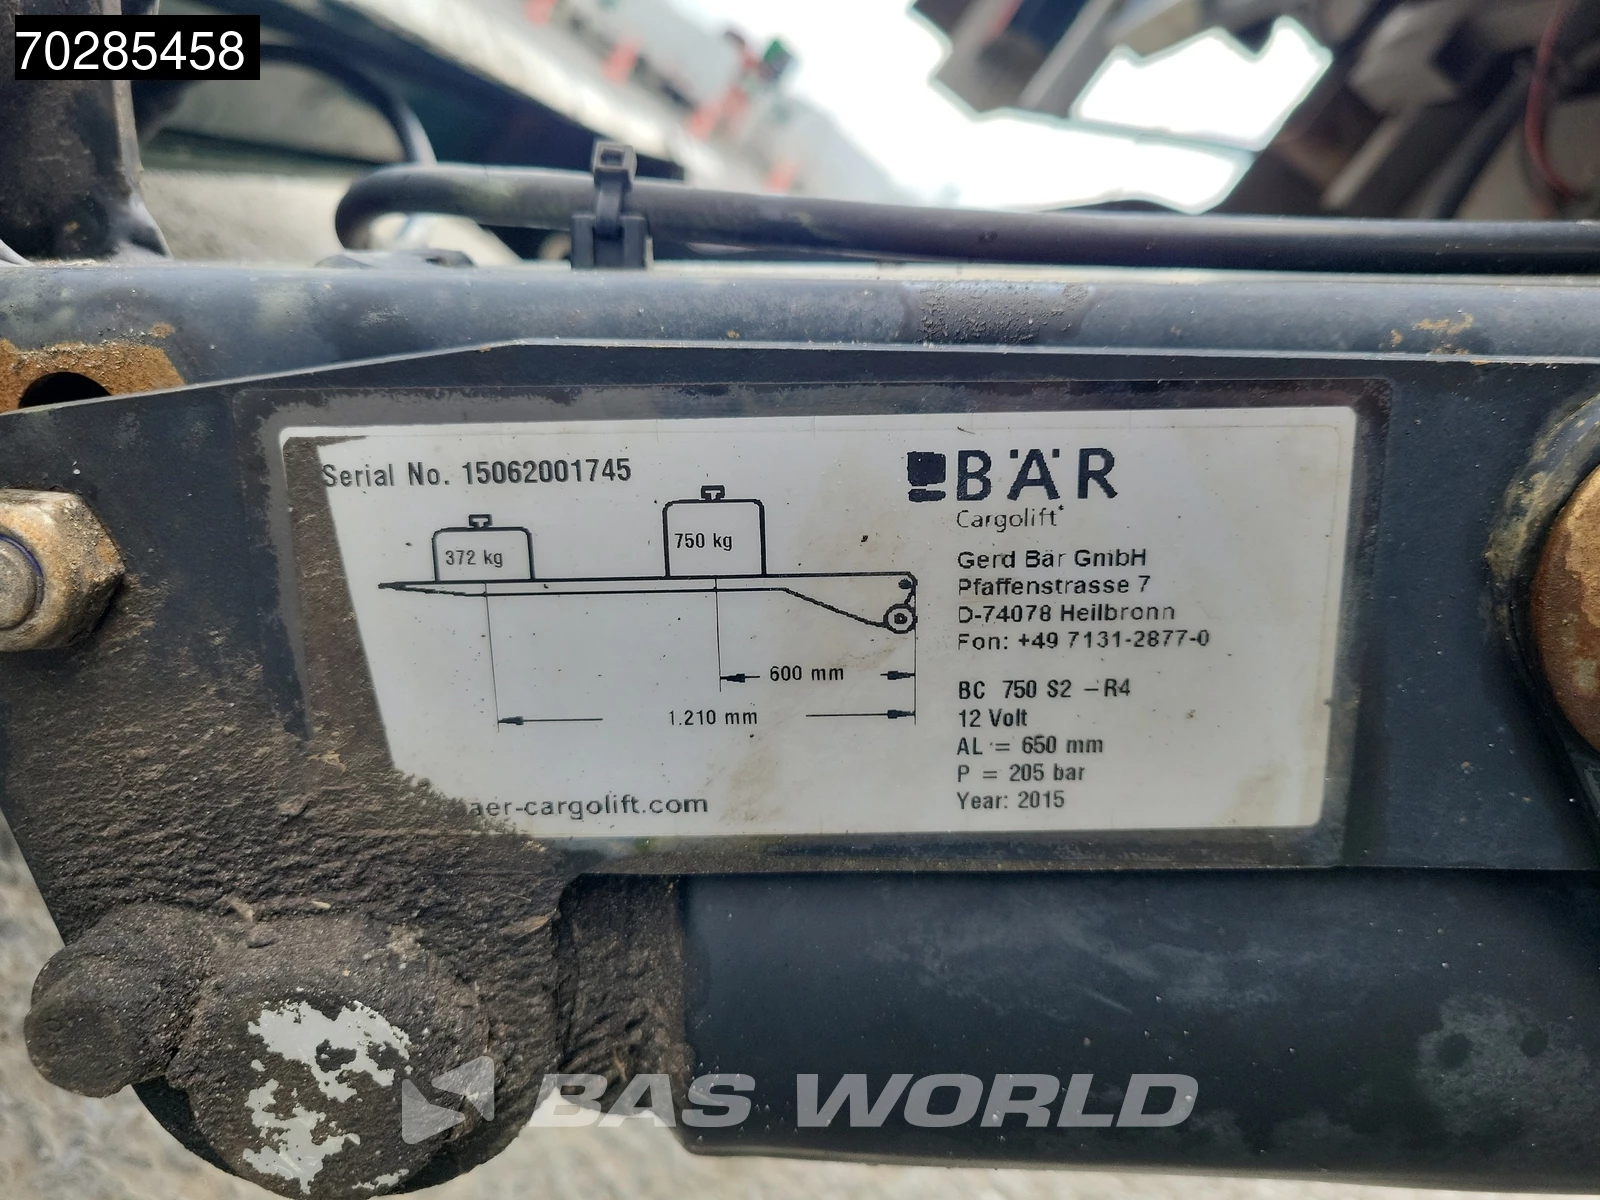 70285458
Serial No. 15062001745
BÄR
Cargolift
372 kg
750 kg
600 mm
1.210 mm
Gerd Bär GmbH
Pfaffenstrasse 7
D-74078 Heilbronn
Fon: +49 7131-2877-0
BC 750 S2 -R4
12 Volt
AL = 650 mm
P = 205 bar
Year: 2015
aer-cargolift.com
BAS WORLD